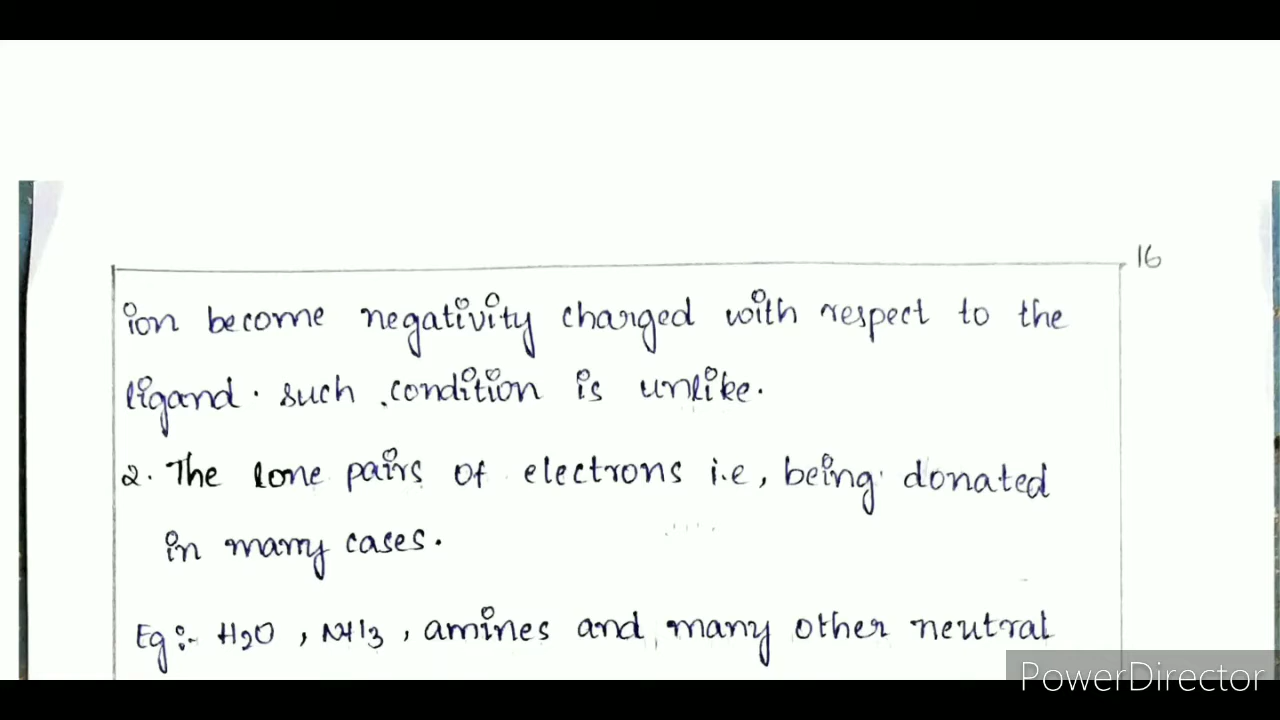 16
ion become negativity charged with respect to the
ligand. such condition is unlike.
2. The lone pairs of electrons i.e, being donated
in many cases.
Eg:- H2O, NH3, amines and many other neutral
PowerDirector